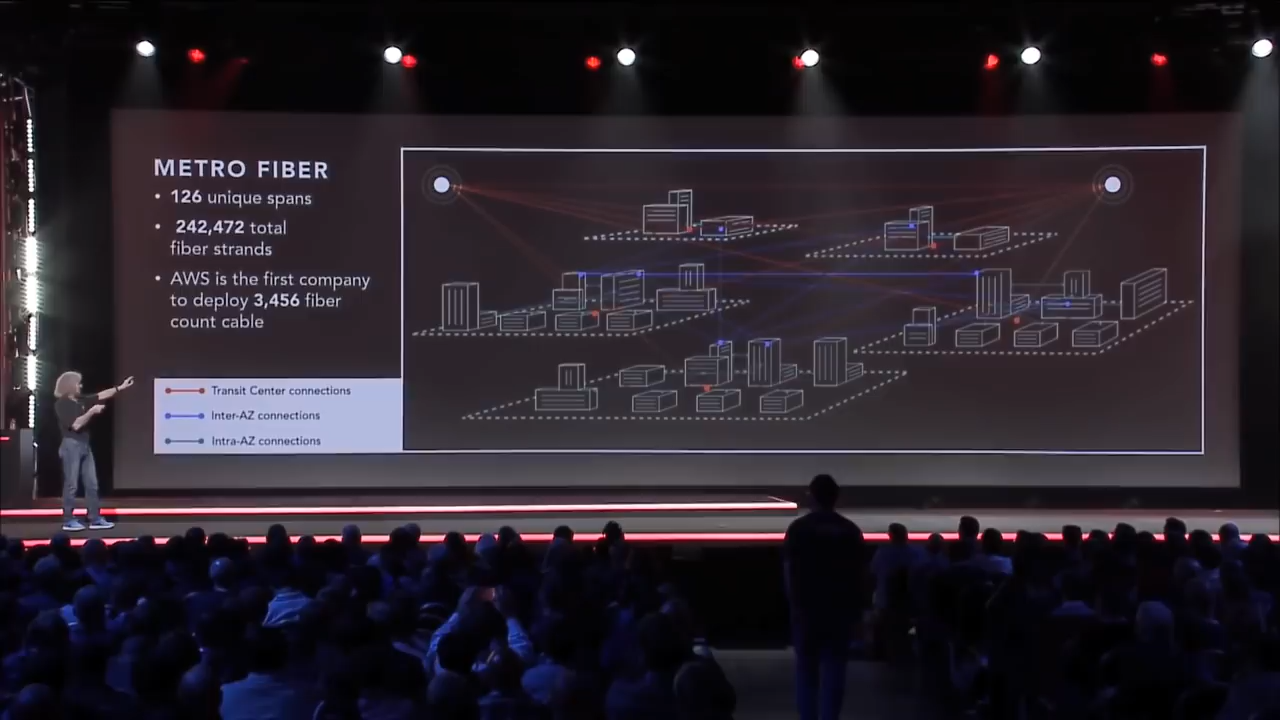 METRO FIBER
• 126 unique spans
• 242,472 total
fiber strands
• AWS is the first company
to deploy 3,456 fiber
count cable
Transit Center connections
Inter-AZ connections
Intra-AZ connections